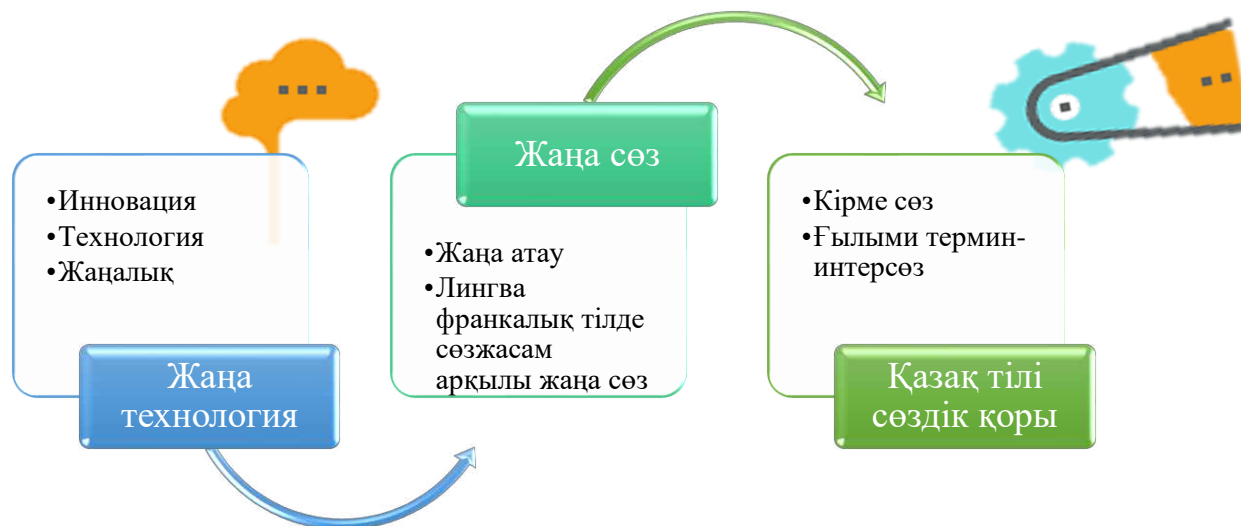 •Инновация
•Технология
•Жаңалық
Жаңа
технология
Жаңа сөз
•Жаңа атау
•Лингва
франкалық тілде
сөзжасам
арқылы жаңа сөз
•Кірме сөз
•Ғылыми термин-
интерсөз
Қазақ тілі
сөздік қоры